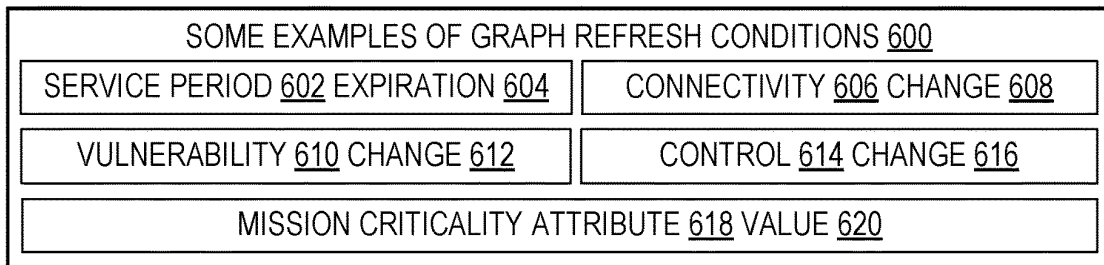 SOME EXAMPLES OF GRAPH REFRESH CONDITIONS 600
SERVICE PERIOD 602 EXPIRATION 604
CONNECTIVITY 606 CHANGE 608
VULNERABILITY 610 CHANGE 612
CONTROL 614 CHANGE 616
MISSION CRITICALITY ATTRIBUTE 618 VALUE 620